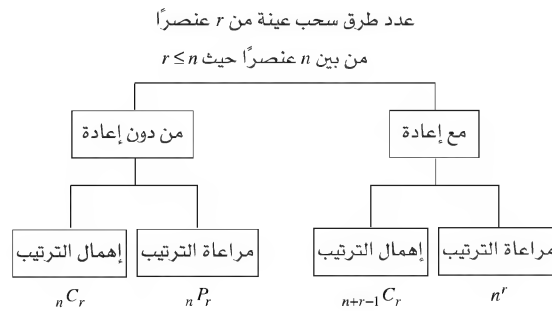 عدد طرق سحب عينة من r عنصرًا
من بين n عنصرًا حيث r ≤ n
مع إعادة
من دون إعادة
مراعاة الترتيب
إهمال الترتيب
مراعاة الترتيب
إهمال الترتيب
n^r
n+r−1Cr
nPr
nCr